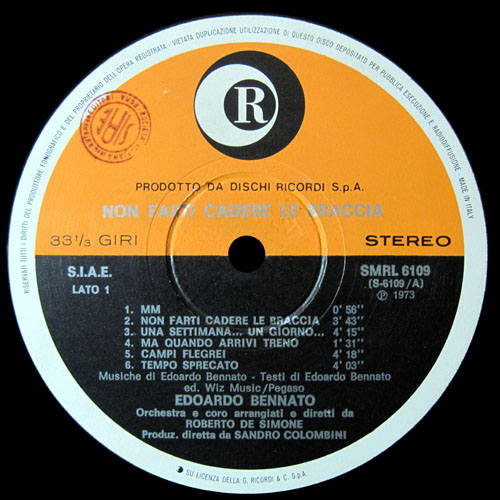 RISERVATI TUTTI I DIRITTI DEL PRODUTTORE FONOGRAFICO E DEL PROPRIETARIO DELL'OPERA REGISTRATA - VIETATA DUPLICAZIONE UTILIZZAZIONE DI QUESTO DISCO DEPOSITATO PER PUBBLICA ESECUZIONE E RADIODIFFUSIONE - MADE IN ITALY
R
SIAE
PRODOTTO DA DISCHI RICORDI S.p.A.
NON FARTI CADERE LE BRACCIA
33 1/3 GIRI
STEREO
S.I.A.E.
LATO 1
SMRL 6109
(S-6109/A)
℗ 1973
1. MM 0' 56''
2. NON FARTI CADERE LE BRACCIA 3' 43''
3. UNA SETTIMANA... UN GIORNO... 4' 15''
4. MA QUANDO ARRIVI TRENO 1' 31''
5. CAMPI FLEGREI 4' 18''
6. TEMPO SPRECATO 4' 03''
Musiche di Edoardo Bennato - Testi di Edoardo Bennato
ed. Wiz Music/Pegaso
EDOARDO BENNATO
Orchestra e coro arrangiati e diretti da
ROBERTO DE SIMONE
Produz. diretta da SANDRO COLOMBINI
SU LICENZA DELLA G. RICORDI & C. S.p.A.